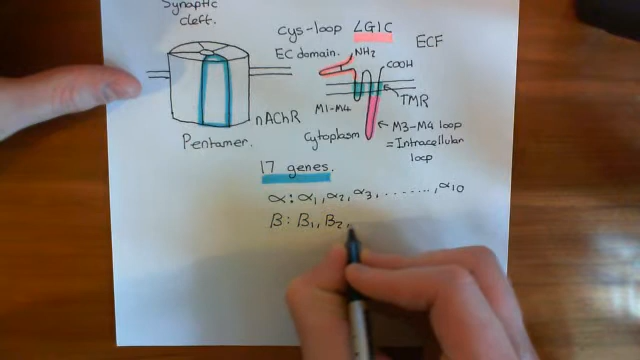 Synaptic
cleft.
cys-loop LGIC
EC domain.
NH2
ECF
COOH
M1-M4
TMR
nAChR
Pentamer.
Cytoplasm
M3-M4 loop
= Intracellular
loop
17 genes.
α: α1, α2, α3, ......., α10
β: β1, β2,